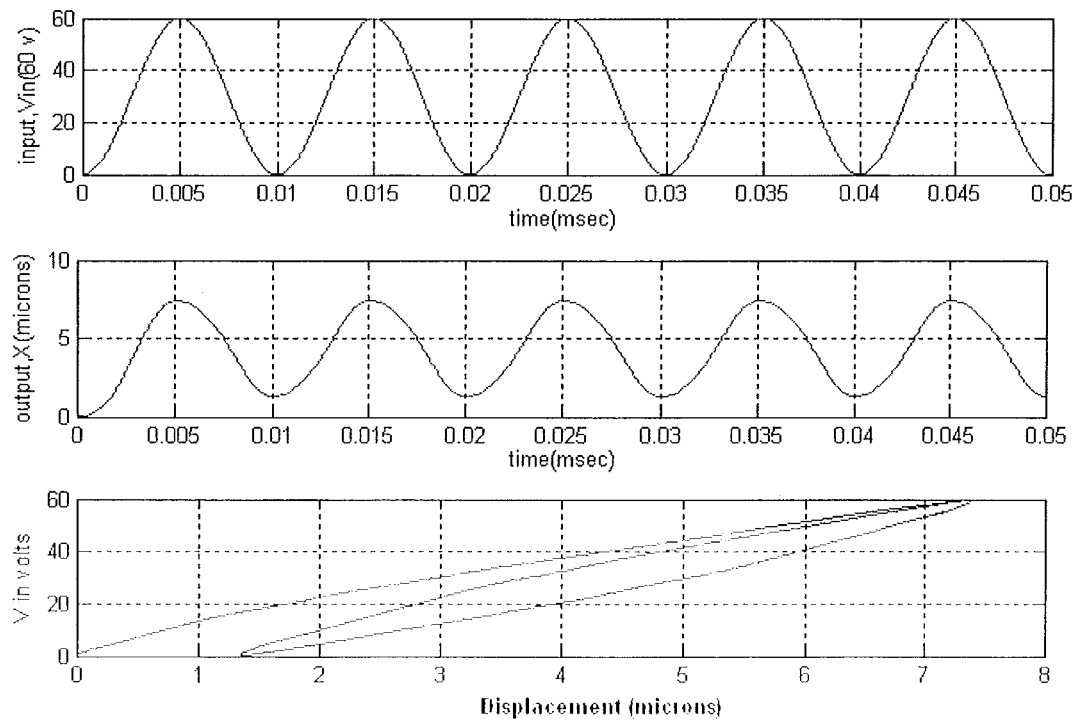 input,Vin(60 v)
60
40
20
0
0 0.005 0.01 0.015 0.02 0.025 0.03 0.035 0.04 0.045 0.05
time(msec)
output,X(microns)
10
5
0
0 0.005 0.01 0.015 0.02 0.025 0.03 0.035 0.04 0.045 0.05
time(msec)
V in volts
60
40
20
0
0 1 2 3 4 5 6 7 8
Displacement (microns)